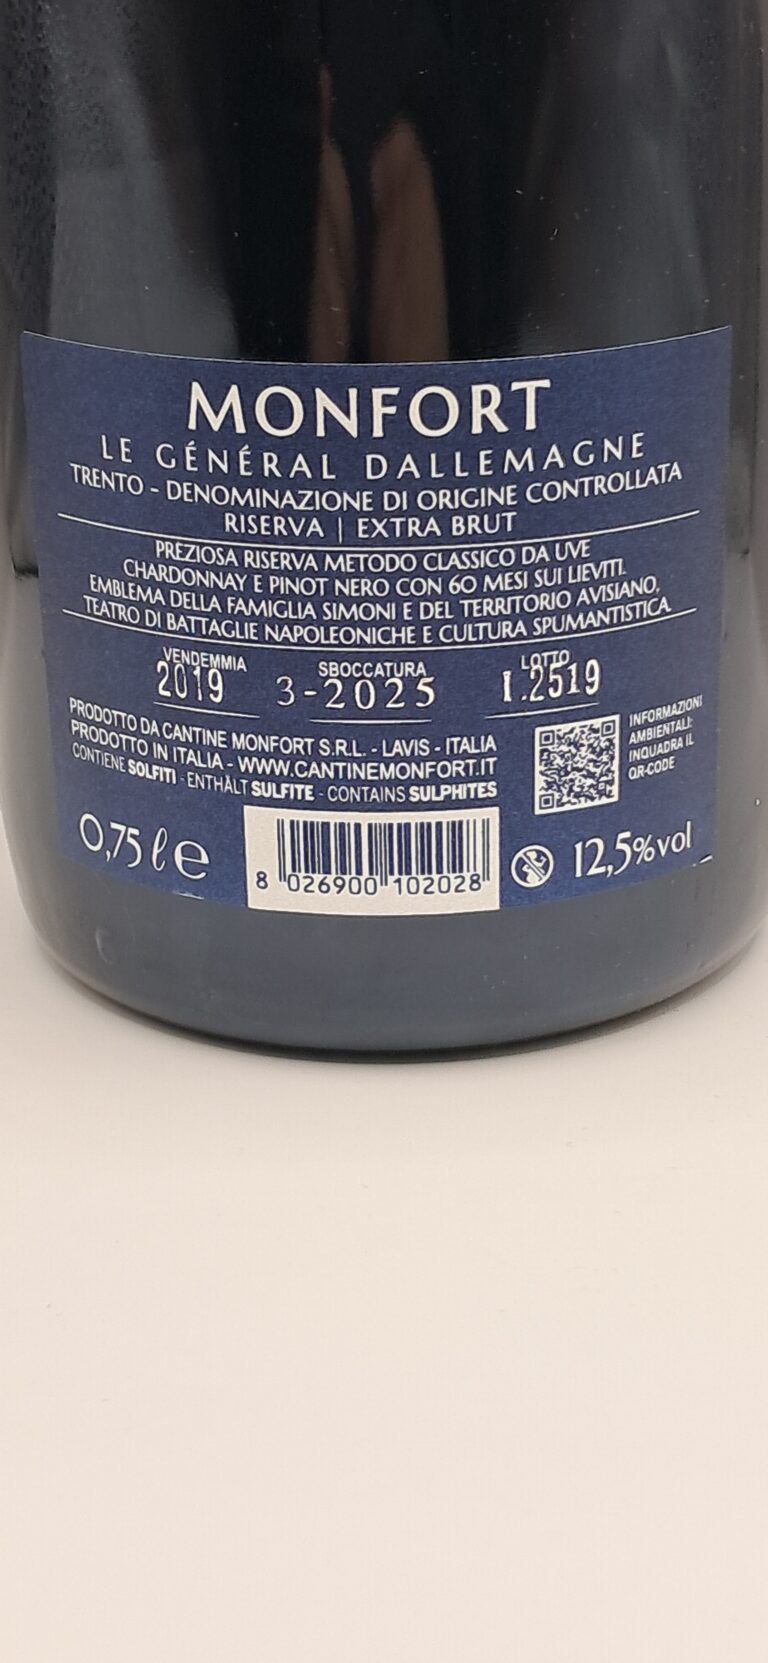 MONFORT
LE GÉNÉRAL DALLEMAGNE
TRENTO - DENOMINAZIONE DI ORIGINE CONTROLLATA
RISERVA | EXTRA BRUT
PREZIOSA RISERVA METODO CLASSICO DA UVE
CHARDONNAY E PINOT NERO CON 60 MESI SUI LIEVITI.
EMBLEMA DELLA FAMIGLIA SIMONI E DEL TERRITORIO AVISIANO,
TEATRO DI BATTAGLIE NAPOLEONICHE E CULTURA SPUMANTISTICA.
VENDEMMIA SBOCCATURA LOTTO
2019 3-2025 1.2519
PRODOTTO DA CANTINE MONFORT S.R.L. - LAVIS - ITALIA
PRODOTTO IN ITALIA - WWW.CANTINEMONFORT.IT
CONTIENE SOLFITI - ENTHÄLT SULFITE - CONTAINS SULPHITES
INFORMAZIONI
AMBIENTALI:
INQUADRA IL
QR-CODE
0,75 ℓ e
8 026900 102028
12,5%vol